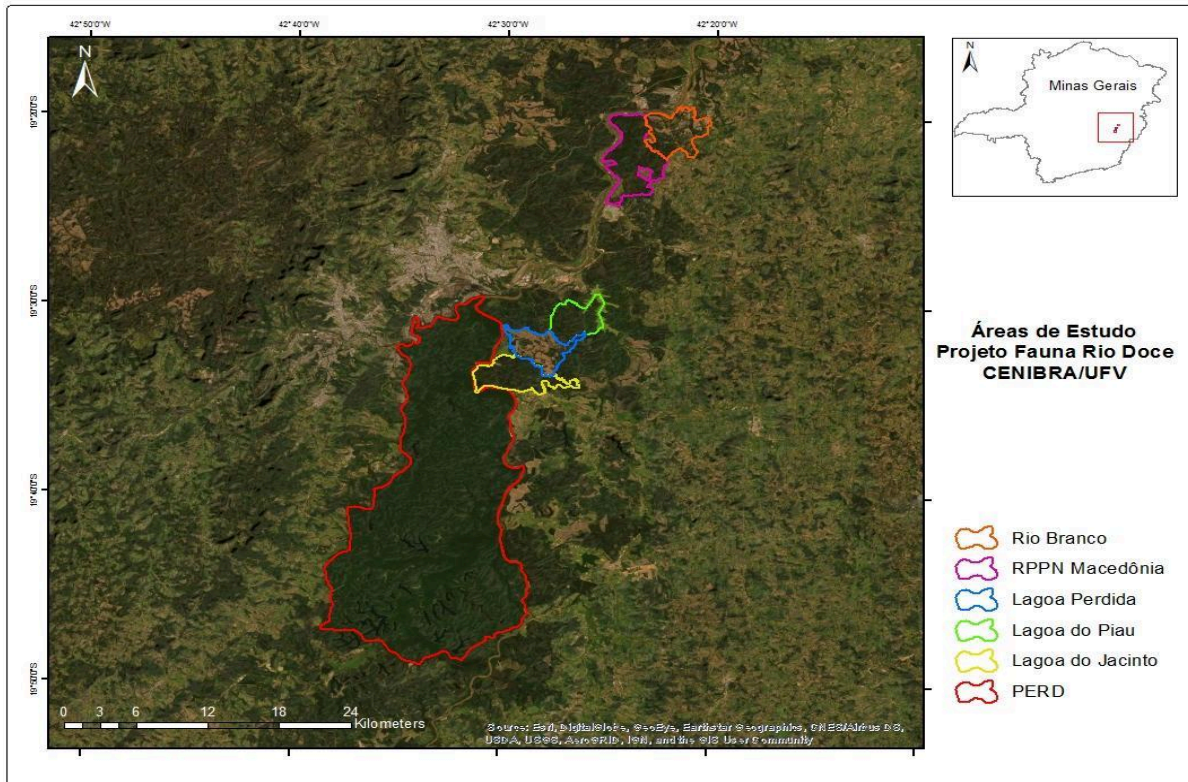 42°50'0"W 42°40'0"W 42°30'0"W 42°20'0"W
N
N
Minas Gerais
19°20'0"S
19°30'0"S
Áreas de Estudo
Projeto Fauna Rio Doce
CENIBRA/UFV
19°40'0"S
Rio Branco
RPPN Macedônia
Lagoa Perdida
Lagoa do Piau
Lagoa do Jacinto
PERD
19°50'0"S
0 3 6 12 18 24
Kilometers
Source: Esri, DigitalGlobe, GeoEye, Earthstar Geographics, CNES/Airbus DS,
USDA, USGS, AeroGRID, IGN, and the GIS User Community